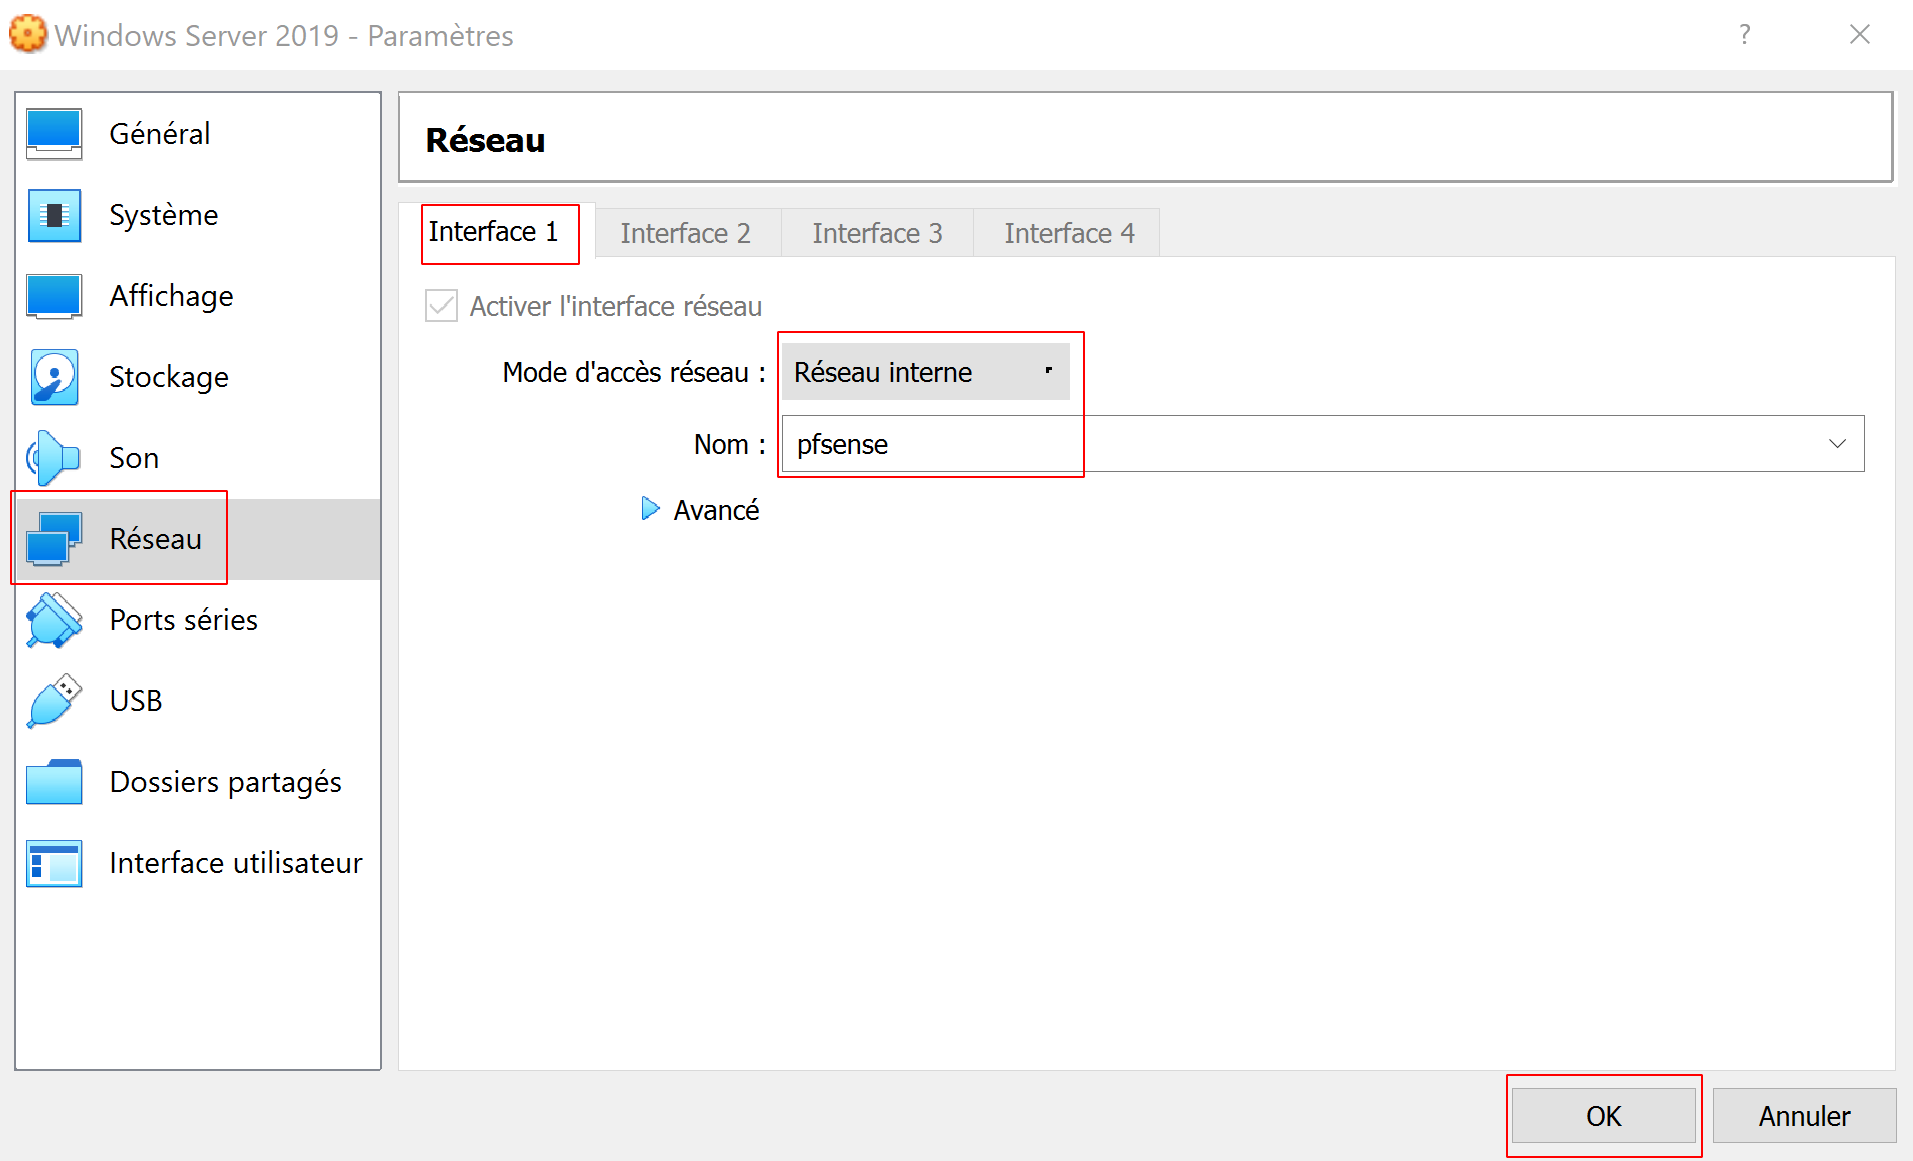 Windows Server 2019 - Paramètres
?
Général
Système
Affichage
Stockage
Son
Réseau
Ports séries
USB
Dossiers partagés
Interface utilisateur
Réseau
Interface 1
Interface 2
Interface 3
Interface 4
Activer l'interface réseau
Mode d'accès réseau :
Réseau interne
Nom :
pfsense
Avancé
OK
Annuler